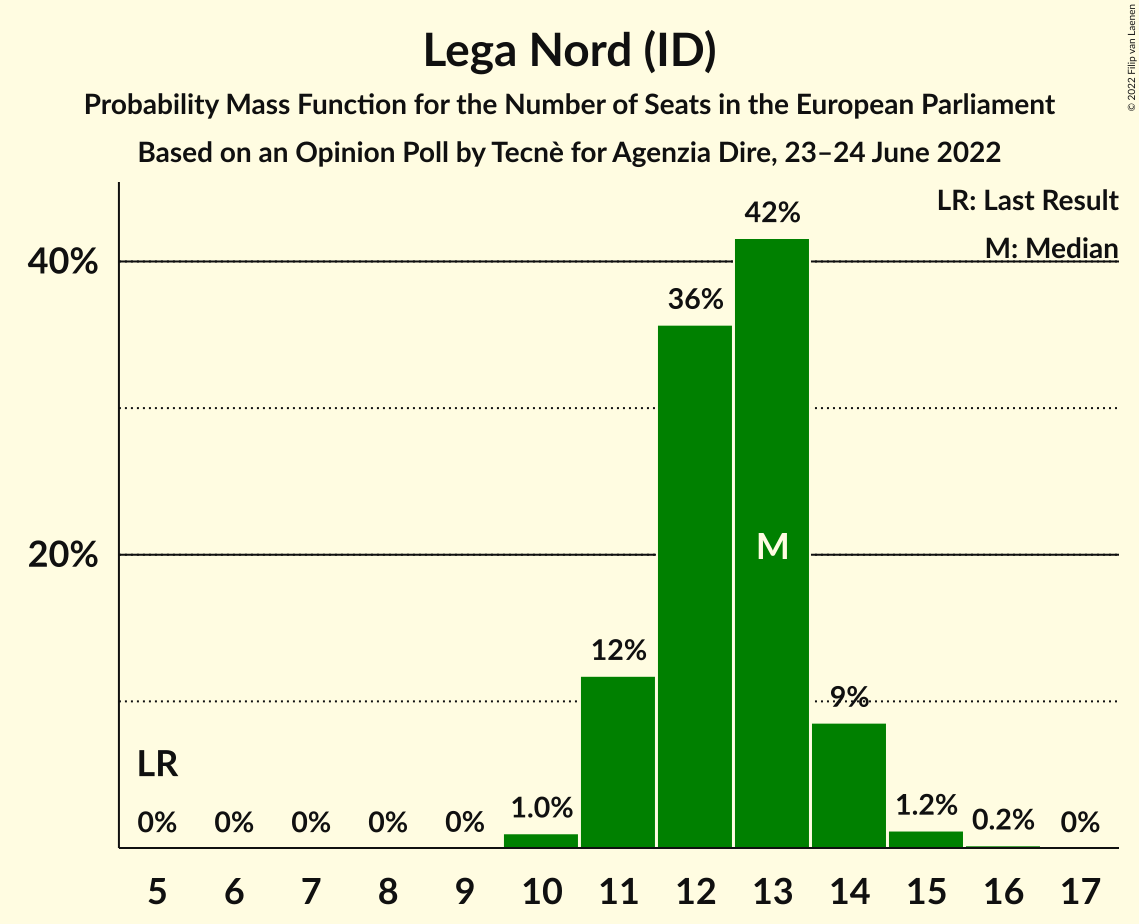 Lega Nord (ID)
Probability Mass Function for the Number of Seats in the European Parliament
Based on an Opinion Poll by Tecnè for Agenzia Dire, 23–24 June 2022
© 2022 Filip van Laenen
LR: Last Result
M: Median
42%
40%
36%
20%
M
12%
9%
LR
0% 0% 0% 0% 0% 1.0% 1.2% 0.2% 0%
5 6 7 8 9 10 11 12 13 14 15 16 17